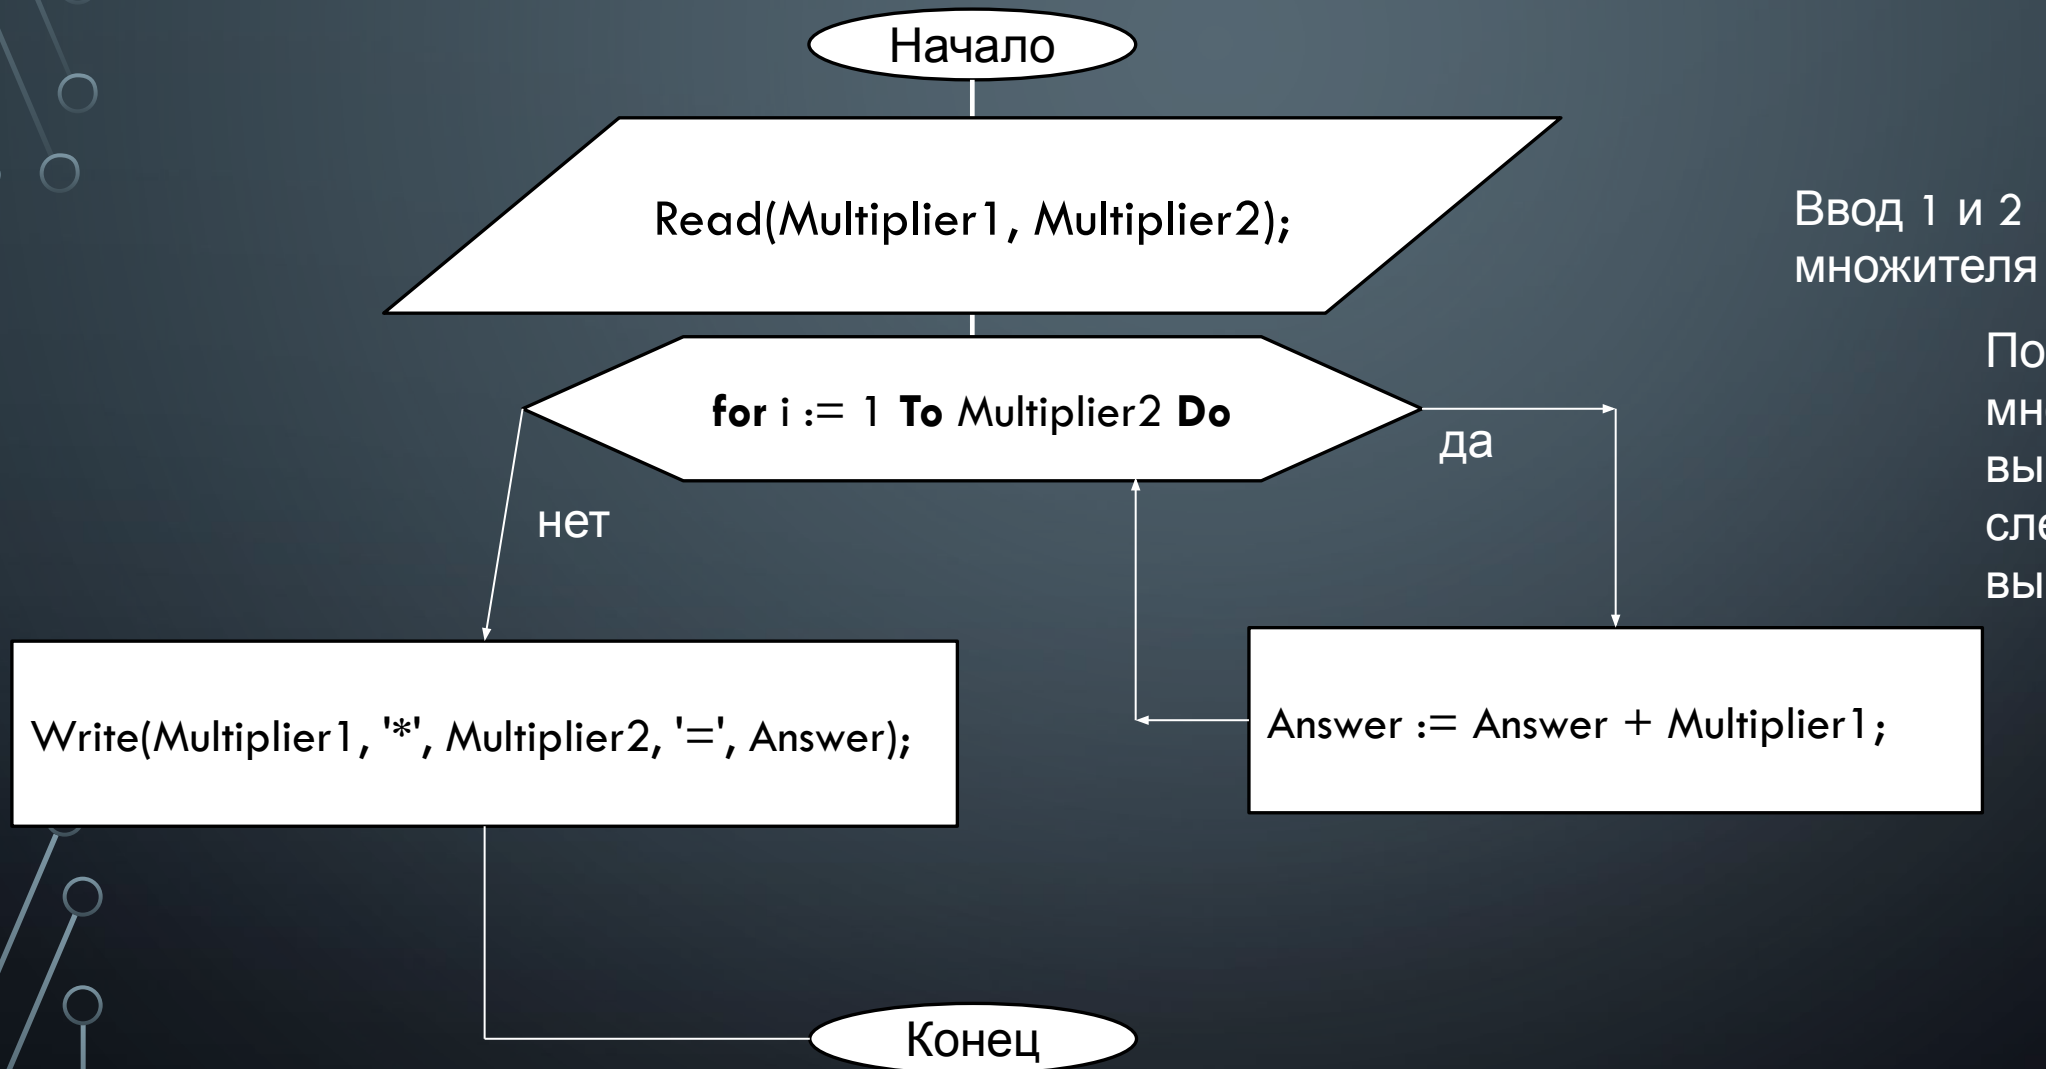 Начало
Read(Multiplier1, Multiplier2);
Ввод 1 и 2
множителя
for i := 1 To Multiplier2 Do
да
нет
Write(Multiplier1, '*', Multiplier2, '=', Answer);
Answer := Answer + Multiplier1;
Конец